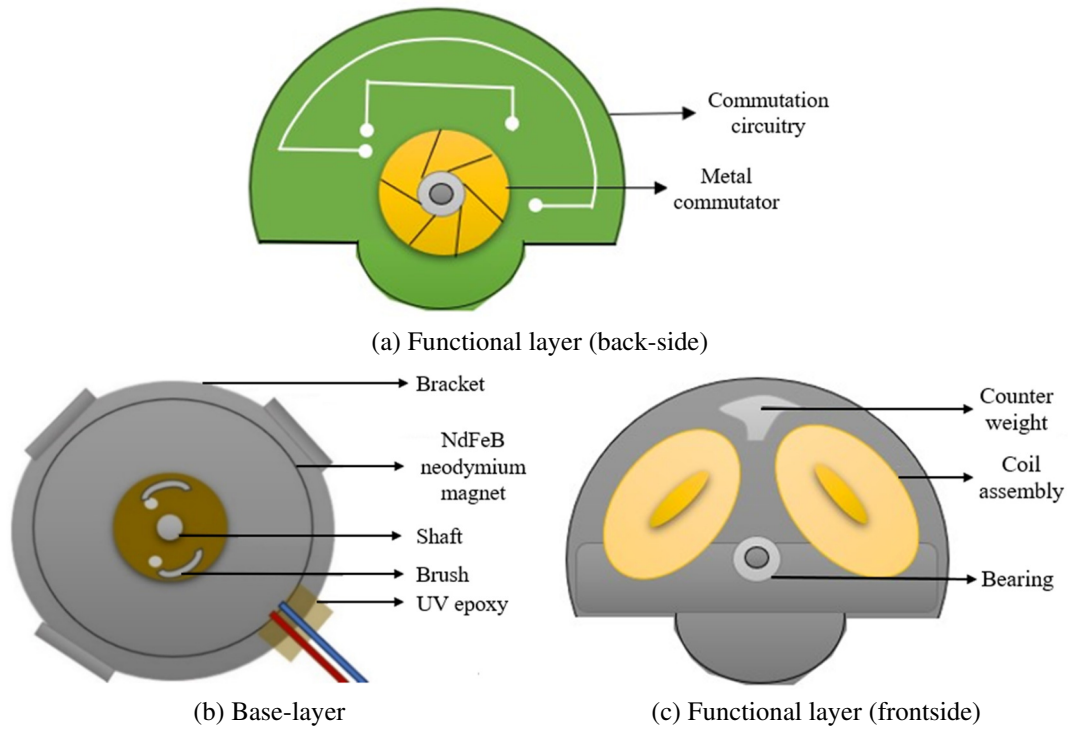 Commutation
circuitry
Metal
commutator
(a) Functional layer (back-side)
Bracket
NdFeB
neodymium
magnet
Shaft
Brush
UV epoxy
(b) Base-layer
Counter
weight
Coil
assembly
Bearing
(c) Functional layer (frontside)